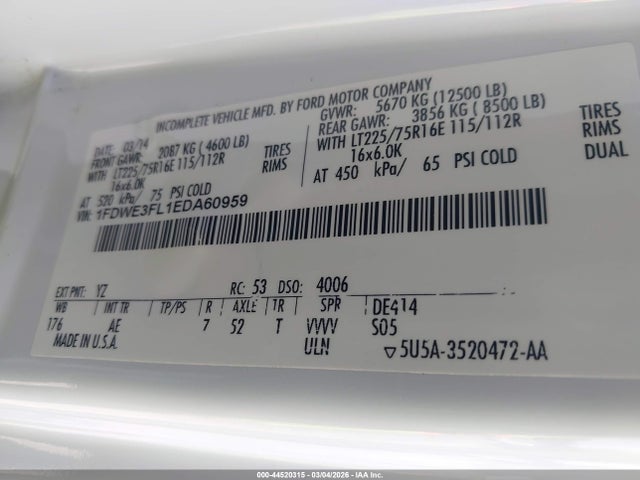 INCOMPLETE VEHICLE MFD. BY FORD MOTOR COMPANY
DATE: 03/14 GVWR: 5670 KG (12500 LB)
FRONT GAWR: 2087 KG (4600 LB) REAR GAWR: 3856 KG (8500 LB)
WITH LT225/75R16E 115/112R TIRES WITH LT225/75R16E 115/112R TIRES
16x6.0K RIMS 16x6.0K RIMS
AT 520 kPa/ 75 PSI COLD AT 450 kPa/ 65 PSI COLD DUAL
VIN: 1FDWE3FL1EDA60959
EXT PNT: YZ RC: 53 DSO: 4006
WB INT TR TP/PS R AXLE TR SPR DE414
176 AE 7 52 T VVVV S05
MADE IN U.S.A. ULN ▽5U5A-3520472-AA
000-44520315 - 03/04/2026 - IAA Inc.